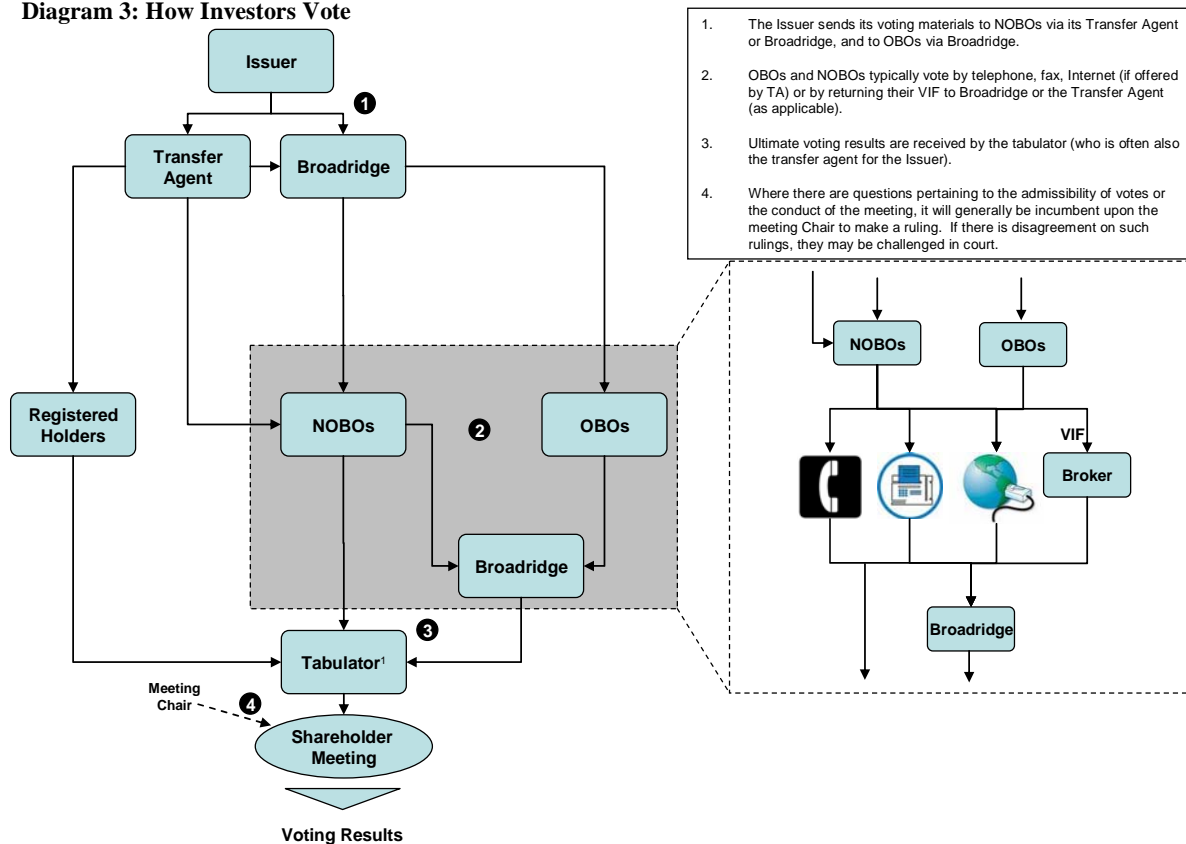 Diagram 3: How Investors Vote
Issuer
1
Transfer
Agent
Broadridge
Registered
Holders
NOBOs
2
OBOs
Broadridge
3
Tabulator¹
Meeting
Chair
4
Shareholder
Meeting
Voting Results
1. The Issuer sends its voting materials to NOBOs via its Transfer Agent
or Broadridge, and to OBOs via Broadridge.
2. OBOs and NOBOs typically vote by telephone, fax, Internet (if offered
by TA) or by returning their VIF to Broadridge or the Transfer Agent
(as applicable).
3. Ultimate voting results are received by the tabulator (who is often also
the transfer agent for the Issuer).
4. Where there are questions pertaining to the admissibility of votes or
the conduct of the meeting, it will generally be incumbent upon the
meeting Chair to make a ruling. If there is disagreement on such
rulings, they may be challenged in court.
NOBOs
OBOs
VIF
Broker
Broadridge